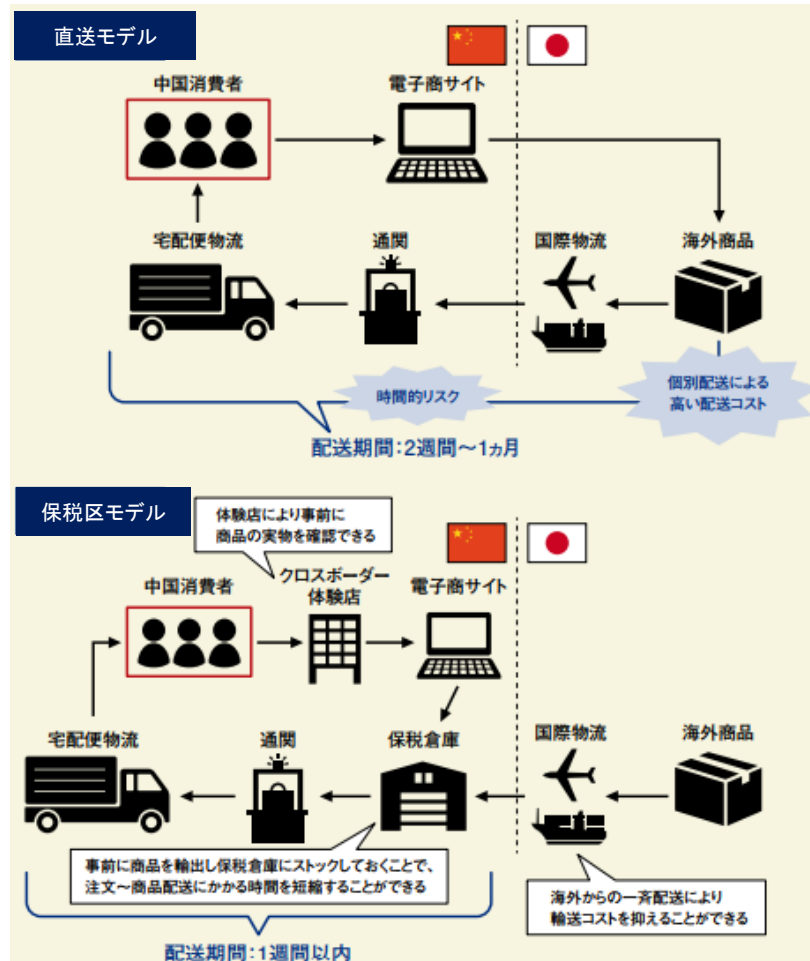 直送モデル
中国消費者
電子商サイト
宅配便物流
通関
国際物流
海外商品
時間的リスク
個別配送による
高い配送コスト
配送期間:2週間～1ヵ月
保税区モデル
体験店により事前に
商品の実物を確認できる
中国消費者
クロスボーダー
体験店
電子商サイト
宅配便物流
通関
保税倉庫
国際物流
海外商品
事前に商品を輸出し保税倉庫にストックしておくことで、
注文～商品配送にかかる時間を短縮することができる
海外からの一斉配送により
輸送コストを抑えることができる
配送期間:1週間以内